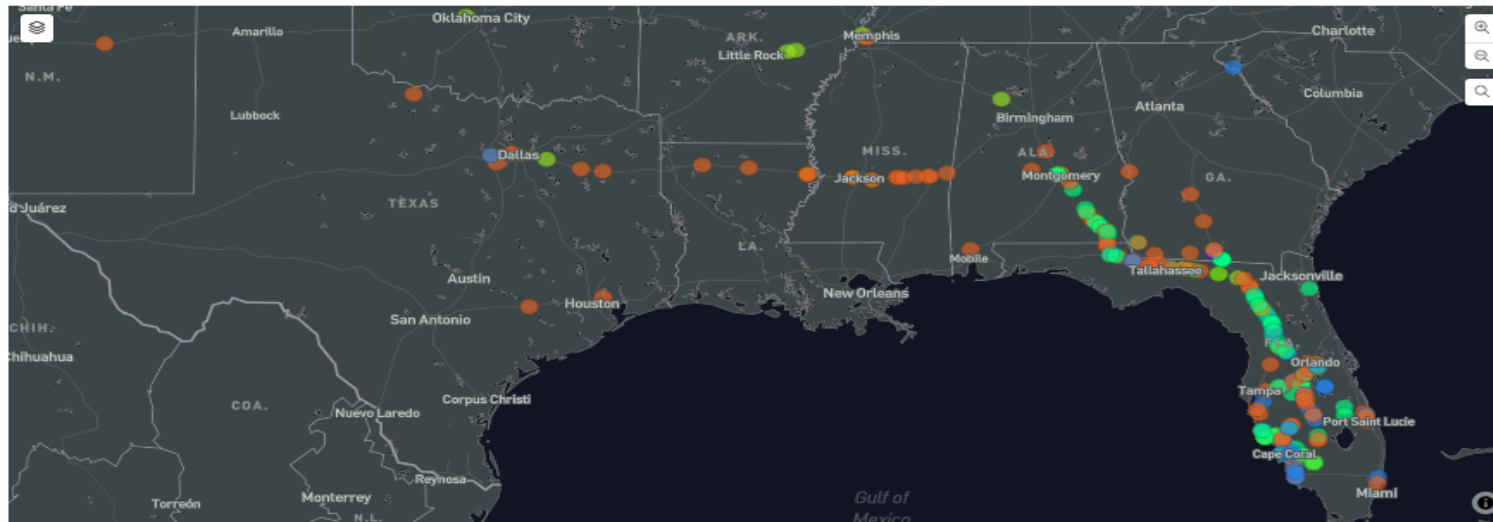 Santa Fe
Oklahoma City
Amarillo
ARK.
Memphis
Charlotte
Little Rock
N.M.
Columbia
Atlanta
Lubbock
Birmingham
Dallas
MISS.
ALA.
Jackson
Montgomery
GA.
TEXAS
d Juárez
LA.
Mobile
Tallahassee
Jacksonville
Austin
New Orleans
Houston
San Antonio
CHIH.
FLA.
Chihuahua
Orlando
Tampa
Corpus Christi
COA.
Nuevo Laredo
Port Saint Lucie
Cape Coral
Reynosa
Miami
Monterrey
Gulf of
Torreón
Mexico
N.L.